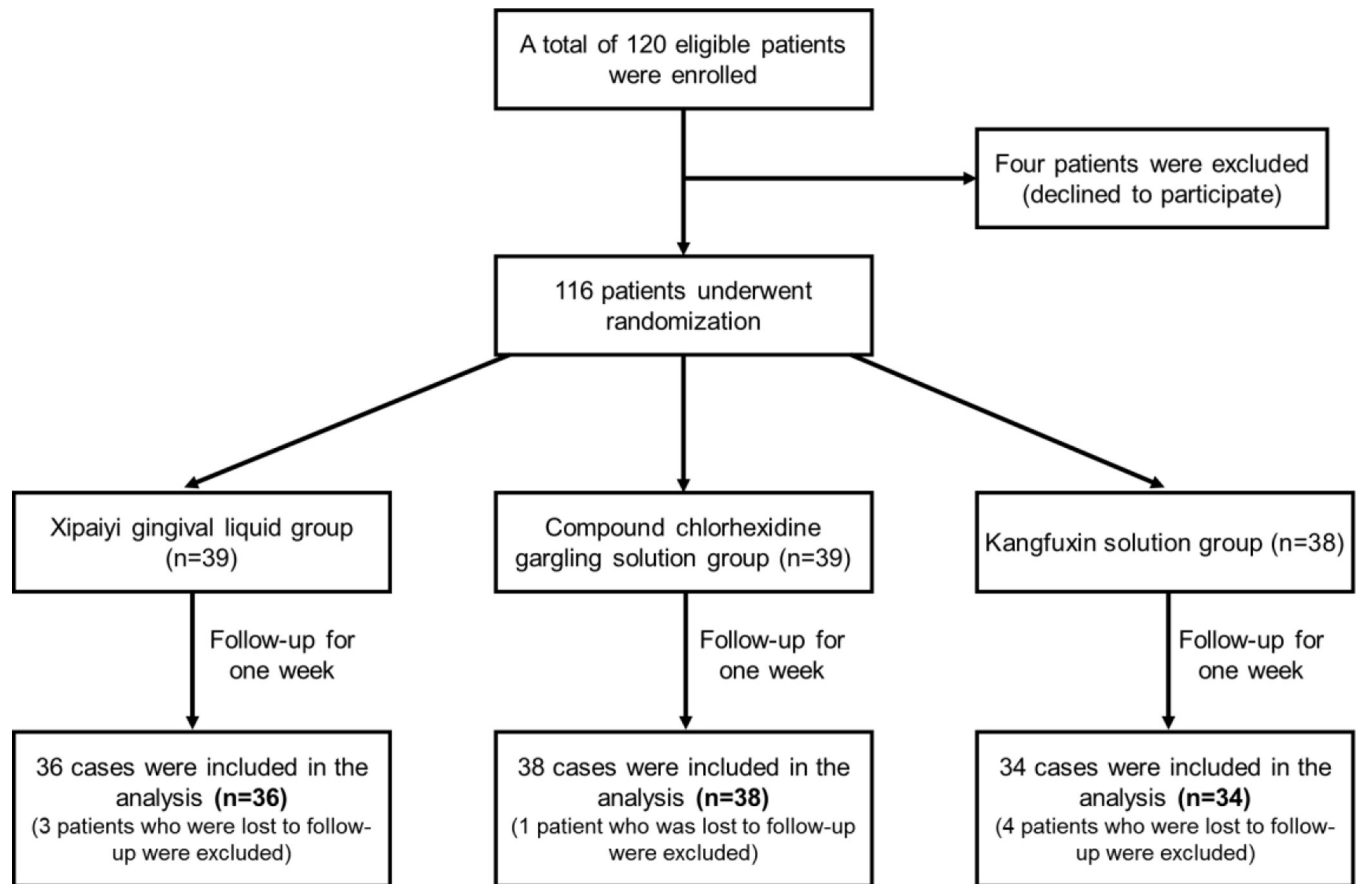 A total of 120 eligible patients
were enrolled
Four patients were excluded
(declined to participate)
116 patients underwent
randomization
Xipaiyi gingival liquid group
(n=39)
Compound chlorhexidine
gargling solution group (n=39)
Kangfuxin solution group (n=38)
Follow-up for
one week
Follow-up for
one week
Follow-up for
one week
36 cases were included in the
analysis (n=36)
(3 patients who were lost to follow-
up were excluded)
38 cases were included in the
analysis (n=38)
(1 patient who was lost to follow-up
were excluded)
34 cases were included in the
analysis (n=34)
(4 patients who were lost to follow-
up were excluded)